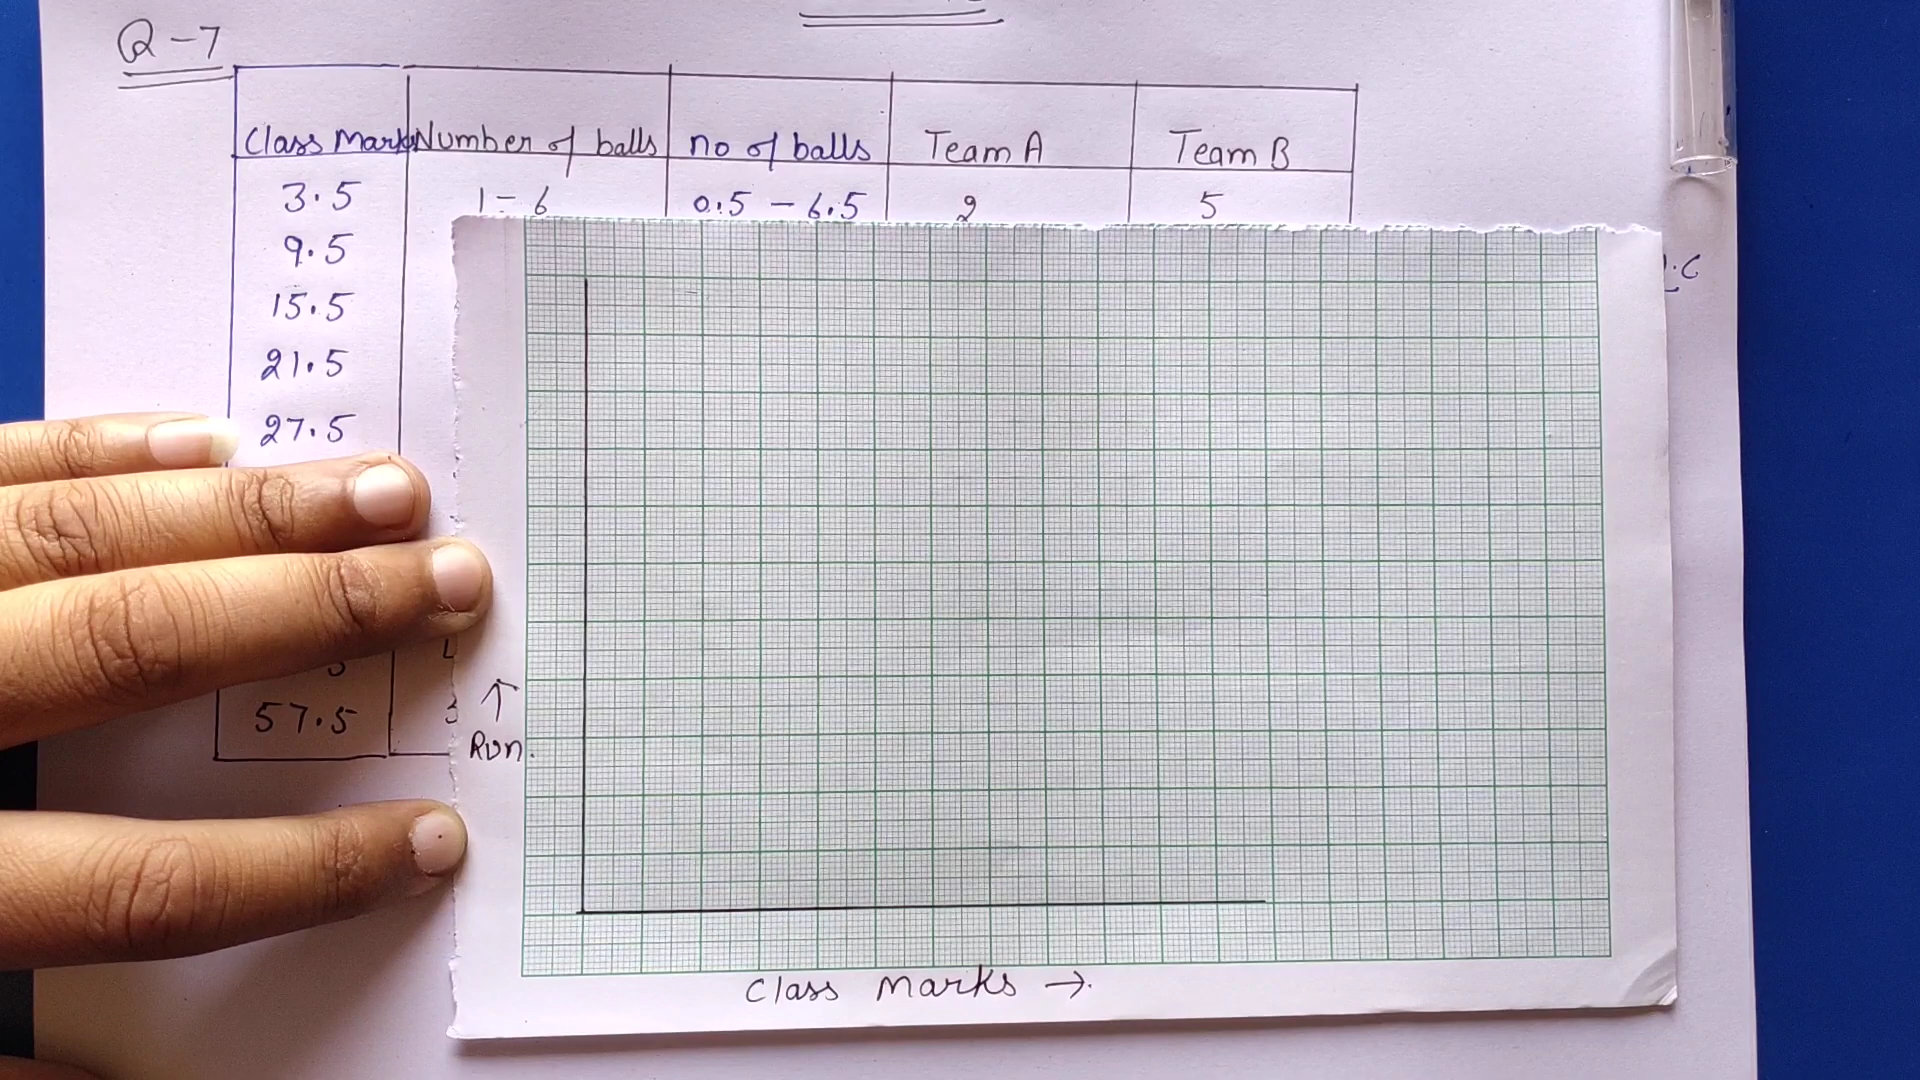 Q-7
Class Marks Number of balls no of balls Team A Team B
3.5 1-6 0.5-6.5 2 5
9.5
15.5
21.5
27.5
57.5
↑
Run.
Class Marks →.